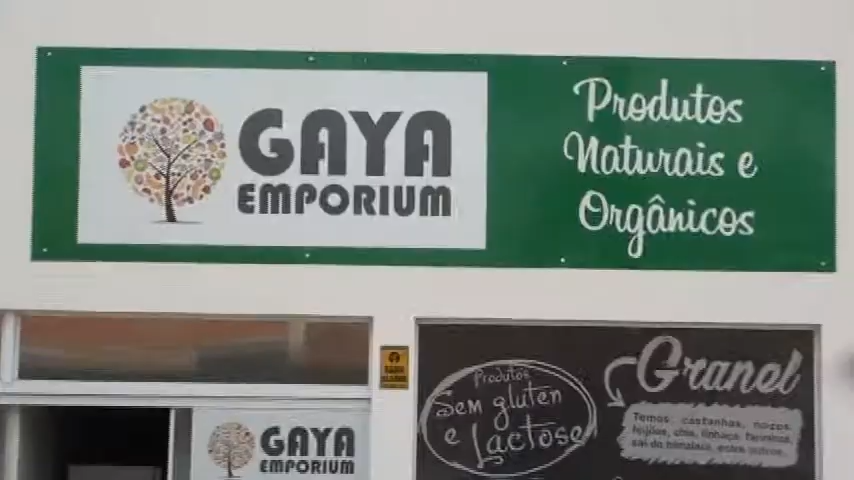 GAYA
EMPORIUM
Produtos
Naturais e
Orgânicos
GAYA
EMPORIUM
Produtos
Sem gluten
e Lactose
Granel
Temos: castanhas, nozes,
feijões, chia, linhaça, farinhas,
sal do himalaia, entre outros.